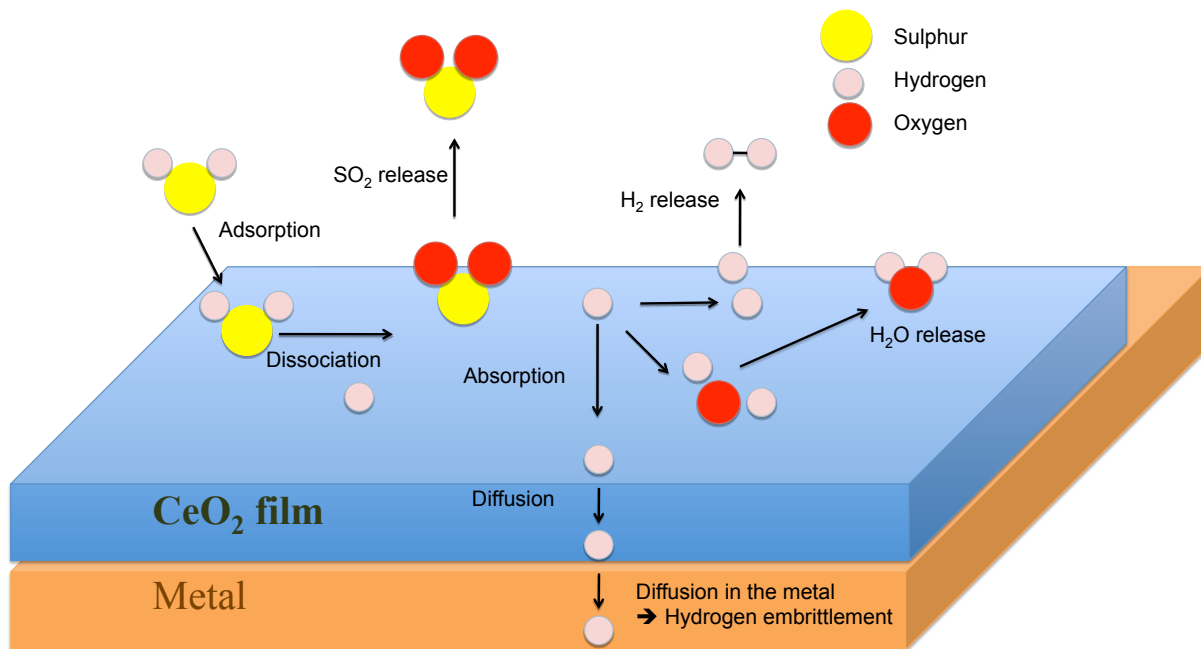 Sulphur
Hydrogen
Oxygen
SO₂ release
H₂ release
Adsorption
Dissociation
Absorption
H₂O release
Diffusion
CeO₂ film
Metal
Diffusion in the metal
➔ Hydrogen embrittlement